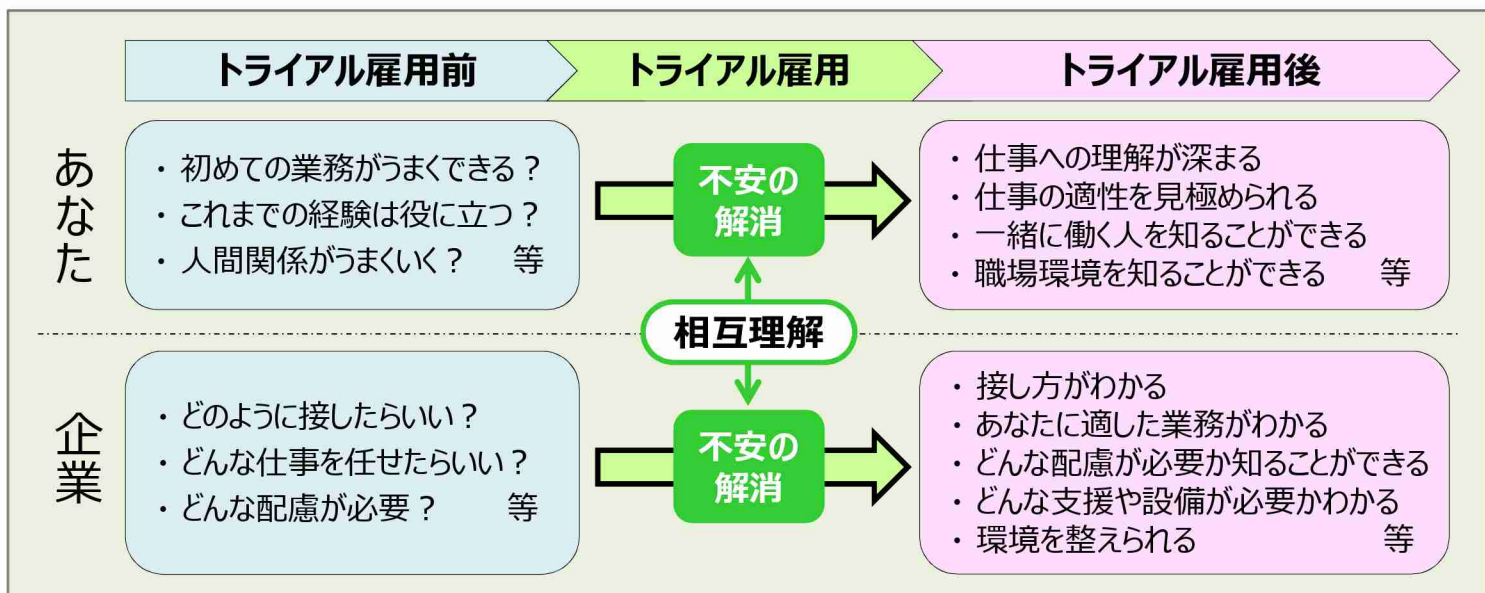 トライアル雇用前
トライアル雇用
トライアル雇用後
あなた
・ 初めての業務がうまくできる？
・ これまでの経験は役に立つ？
・ 人間関係がうまくいく？　等
不安の
解消
・ 仕事への理解が深まる
・ 仕事の適性を見極められる
・ 一緒に働く人を知ることができる
・ 職場環境を知ることができる　等
相互理解
企業
・ どのように接したらいい？
・ どんな仕事を任せたらいい？
・ どんな配慮が必要？　等
不安の
解消
・ 接し方がわかる
・ あなたに適した業務がわかる
・ どんな配慮が必要か知ることができる
・ どんな支援や設備が必要かわかる
・ 環境を整えられる　等